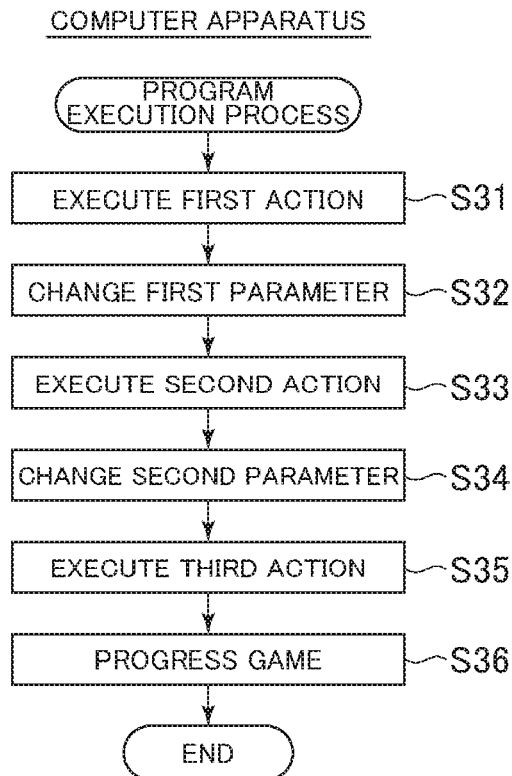 COMPUTER APPARATUS
PROGRAM
EXECUTION PROCESS
EXECUTE FIRST ACTION S31
CHANGE FIRST PARAMETER S32
EXECUTE SECOND ACTION S33
CHANGE SECOND PARAMETER S34
EXECUTE THIRD ACTION S35
PROGRESS GAME S36
END